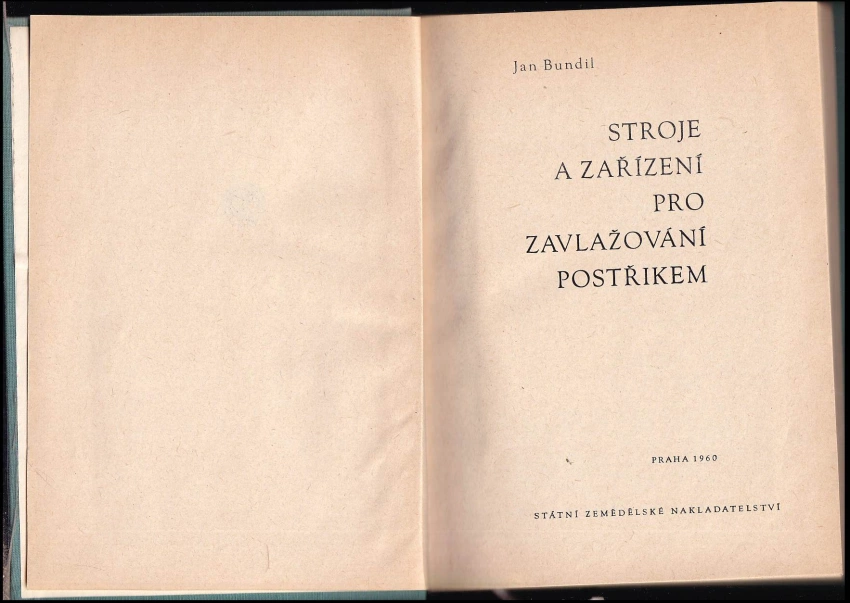 Jan Bundil
STROJE
A ZAŘÍZENÍ
PRO
ZAVLAŽOVÁNÍ
POSTŘIKEM
PRAHA 1960
STÁTNÍ ZEMĚDĚLSKÉ NAKLADATELSTVÍ